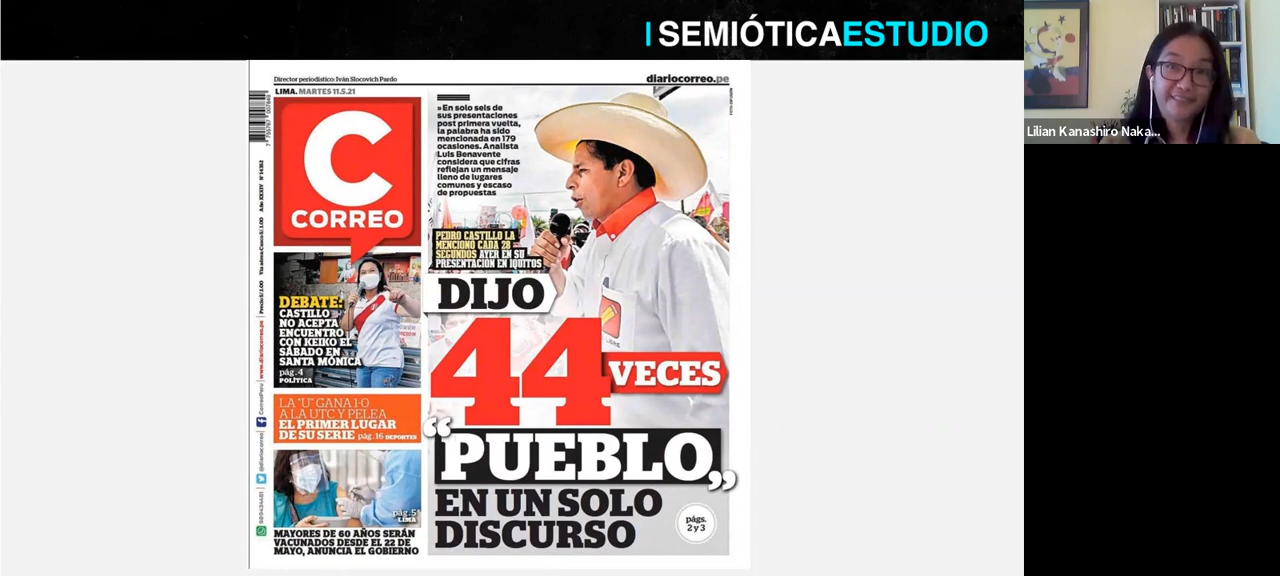 SEMIÓTICAESTUDIO
Lilian Kanashiro Naka...
Director periodístico: Iván Slocovich Pardo
diariocorreo.pe
LIMA. MARTES 11.5.21
C
CORREO
» En solo seis de
sus presentaciones
post primera vuelta,
la palabra ha sido
mencionada en 179
ocasiones. Analista
Luis Benavente
considera que cifras
reflejan un mensaje
lleno de lugares
comunes y escaso
de propuestas
PEDRO CASTILLO LA
MENCIONÓ CADA 28
SEGUNDOS AYER EN SU
PRESENTACIÓN EN IQUITOS
DIJO
44
VECES
“PUEBLO„
EN UN SOLO
DISCURSO
págs.
2 y 3
DEBATE:
CASTILLO
NO ACEPTA
ENCUENTRO
CON KEIKO EL
SÁBADO EN
SANTA MÓNICA
pág. 4
POLÍTICA
LA "U" GANA 1-0
A LA UTC Y PELEA
EL PRIMER LUGAR
DE SU SERIE pág. 16 DEPORTES
pág. 5
LIMA
MAYORES DE 60 AÑOS SERÁN
VACUNADOS DESDE EL 22 DE
MAYO, ANUNCIA EL GOBIERNO
www.diariocorreo.pe
CorreoPeru
@diariocorreo